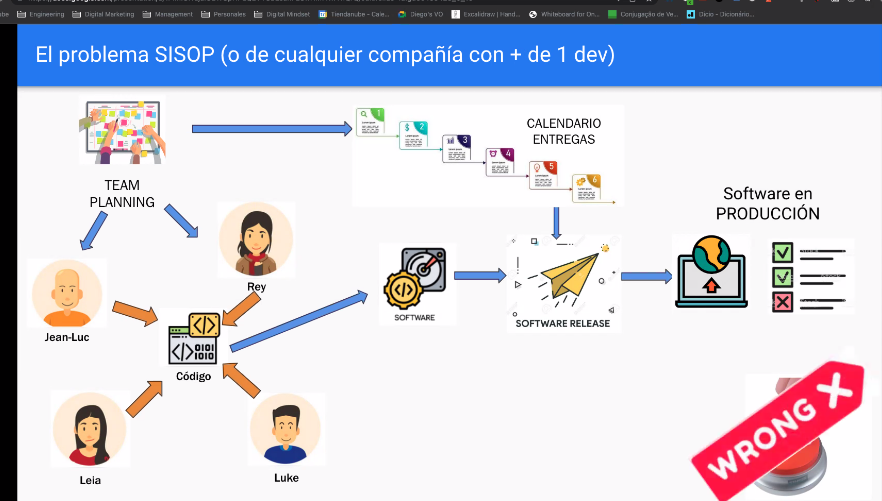 Engineering
Digital Marketing
Management
Personales
Digital Mindset
Tiendanube – Cale...
Diego's VD
Excalidraw | Hand...
Whiteboard for On...
Conjugação de Ve...
Dicio - Dicionário...
El problema SISOP (o de cualquier compañía con + de 1 dev)
1
2
3
4
5
6
CALENDARIO
ENTREGAS
TEAM
PLANNING
Software en
PRODUCCIÓN
Rey
Jean-Luc
SOFTWARE
SOFTWARE RELEASE
Código
Leia
Luke
WRONG